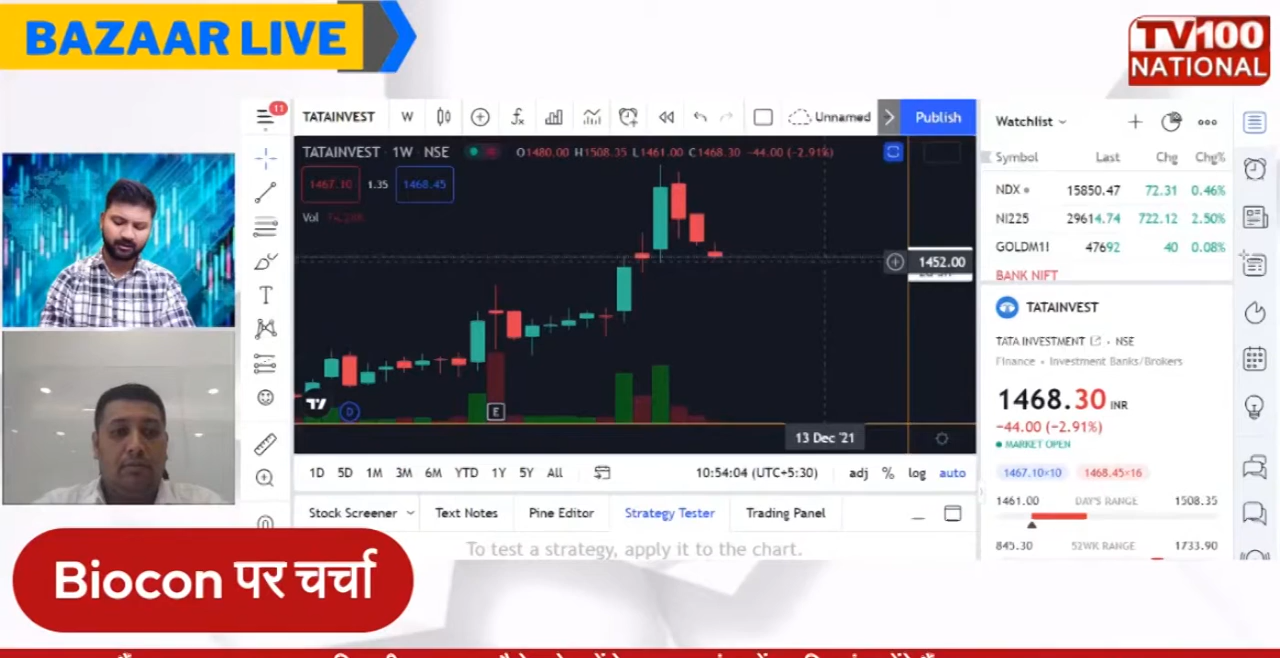 BAZAAR LIVE
TV100
NATIONAL
11
TATAINVEST W Unnamed Publish
TATAINVEST · 1W · NSE O1480.00 H1508.35 L1461.00 C1468.30 -44.00 (-2.91%)
1467.10 1.35 1468.45
Vol
1452.00
D E
13 Dec '21
1D 5D 1M 3M 6M YTD 1Y 5Y All 10:54:04 (UTC+5:30) adj % log auto
Stock Screener Text Notes Pine Editor Strategy Tester Trading Panel
To test a strategy, apply it to the chart.
Watchlist
Symbol Last Chg Chg%
NDX 15850.47 72.31 0.46%
NI225 29614.74 722.12 2.50%
GOLDM1! 47692 40 0.08%
BANK NIFT
TATAINVEST
TATA INVESTMENT · NSE
Finance • Investment Banks/Brokers
1468.30 INR
−44.00 (−2.91%)
MARKET OPEN
1467.10×10 1468.45×16
1461.00 DAY'S RANGE 1508.35
845.30 52WK RANGE 1733.90
Biocon पर चर्चा